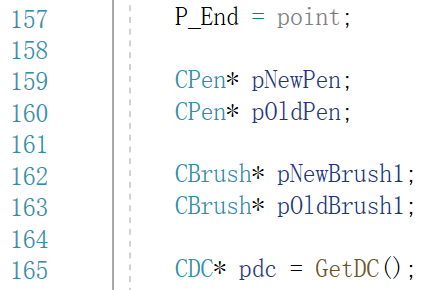 157 P_End = point;
158
159 CPen* pNewPen;
160 CPen* pOldPen;
161
162 CBrush* pNewBrush1;
163 CBrush* pOldBrush1;
164
165 CDC* pdc = GetDC();